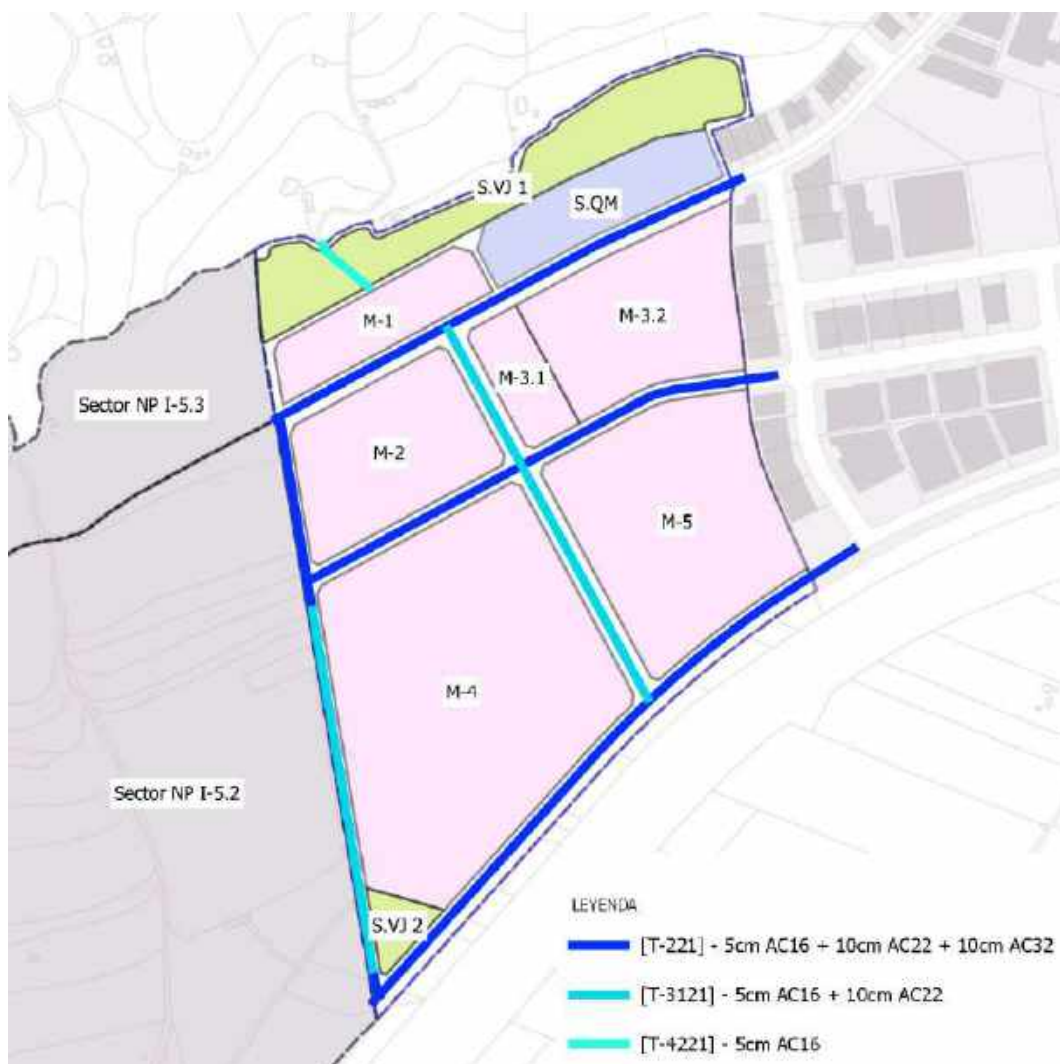 S.VJ 1
S.QM
M-1
M-3.2
M-3.1
Sector NP I-5.3
M-2
M-5
M-4
Sector NP I-5.2
S.VJ 2
LEYENDA
[T-221] - 5cm AC16 + 10cm AC22 + 10cm AC32
[T-3121] - 5cm AC16 + 10cm AC22
[T-4221] - 5cm AC16